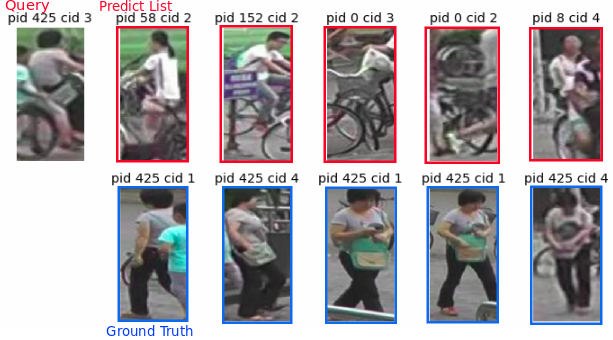 Query
Predict List
pid 425 cid 3
pid 58 cid 2
pid 152 cid 2
pid 0 cid 3
pid 0 cid 2
pid 8 cid 4
pid 425 cid 1
pid 425 cid 4
pid 425 cid 1
pid 425 cid 1
pid 425 cid 4
Ground Truth